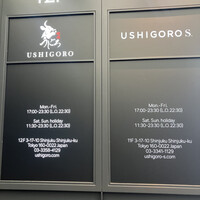 USHIGORO
Mon.-Fri.
17:00-23:30 (L.O. 22:30)
Sat. Sun. holiday
11:30-23:30 (L.O. 22:30)
12F 3-17-10 Shinjuku Shinjuku-ku
Tokyo 160-0022 Japan
03-3358-4129
ushigoro.com
USHIGORO S.
Mon.-Fri.
17:00-23:30 (L.O. 22:30)
Sat. Sun. holiday
17:00-23:30 (L.O. 22:30)
11F 3-17-10 Shinjuku Shinjuku-ku
Tokyo 160-0022 Japan
03-3341-1129
ushigoro-s.com